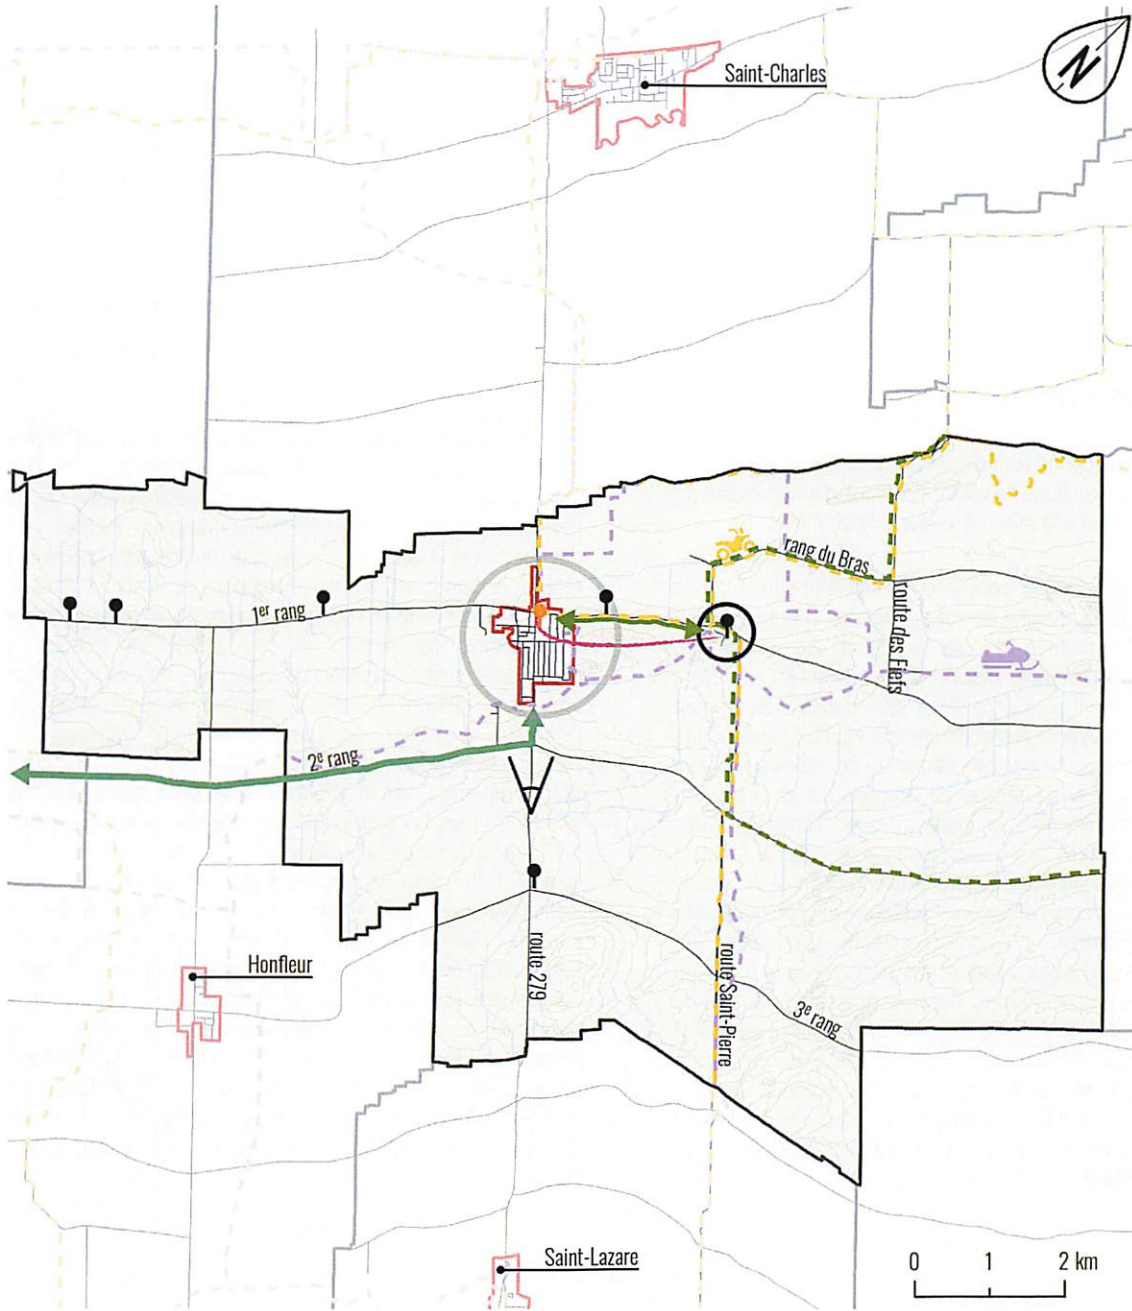 Saint-Charles
N
rang du Bras
1er rang
route des Fiefs
2e rang
Honfleur
route 279
route Saint-Pierre
3e rang
Saint-Lazare
0 1 2 km